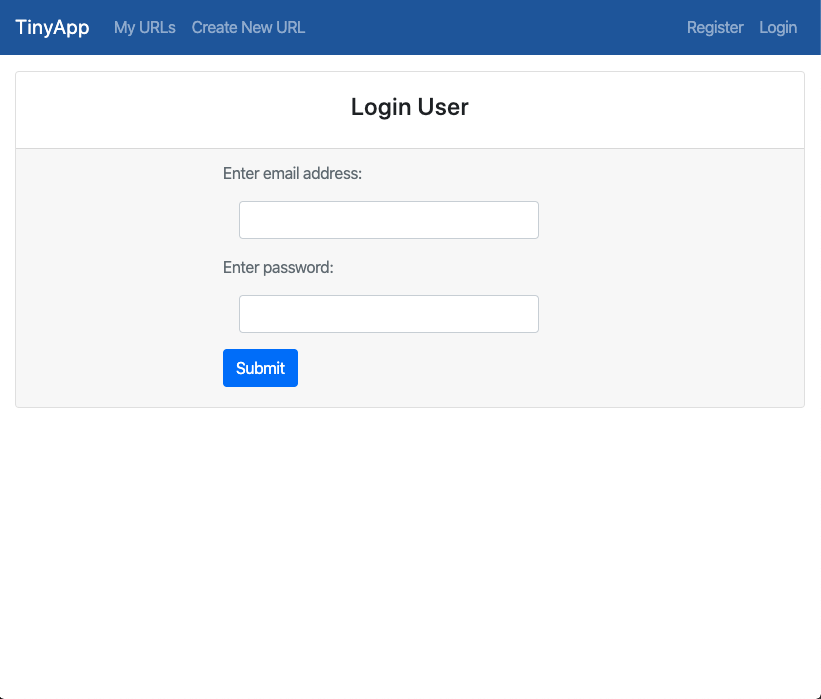 TinyApp My URLs Create New URL Register Login
Login User
Enter email address:
Enter password:
Submit